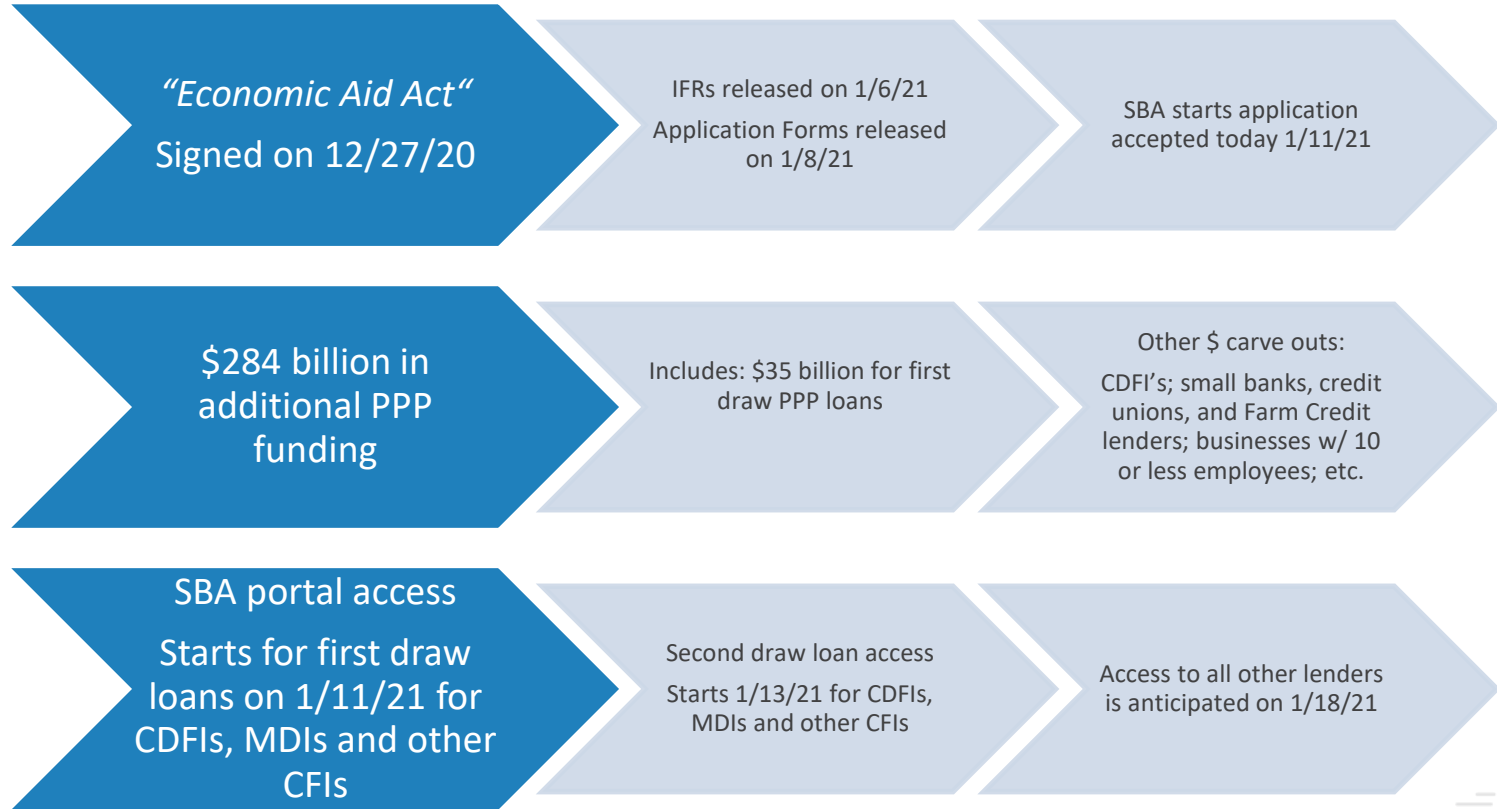 “Economic Aid Act“
Signed on 12/27/20
IFRs released on 1/6/21
Application Forms released
on 1/8/21
SBA starts application
accepted today 1/11/21
$284 billion in
additional PPP
funding
Includes: $35 billion for first
draw PPP loans
Other $ carve outs:
CDFI’s; small banks, credit
unions, and Farm Credit
lenders; businesses w/ 10
or less employees; etc.
SBA portal access
Starts for first draw
loans on 1/11/21 for
CDFIs, MDIs and other
CFIs
Second draw loan access
Starts 1/13/21 for CDFIs,
MDIs and other CFIs
Access to all other lenders
is anticipated on 1/18/21